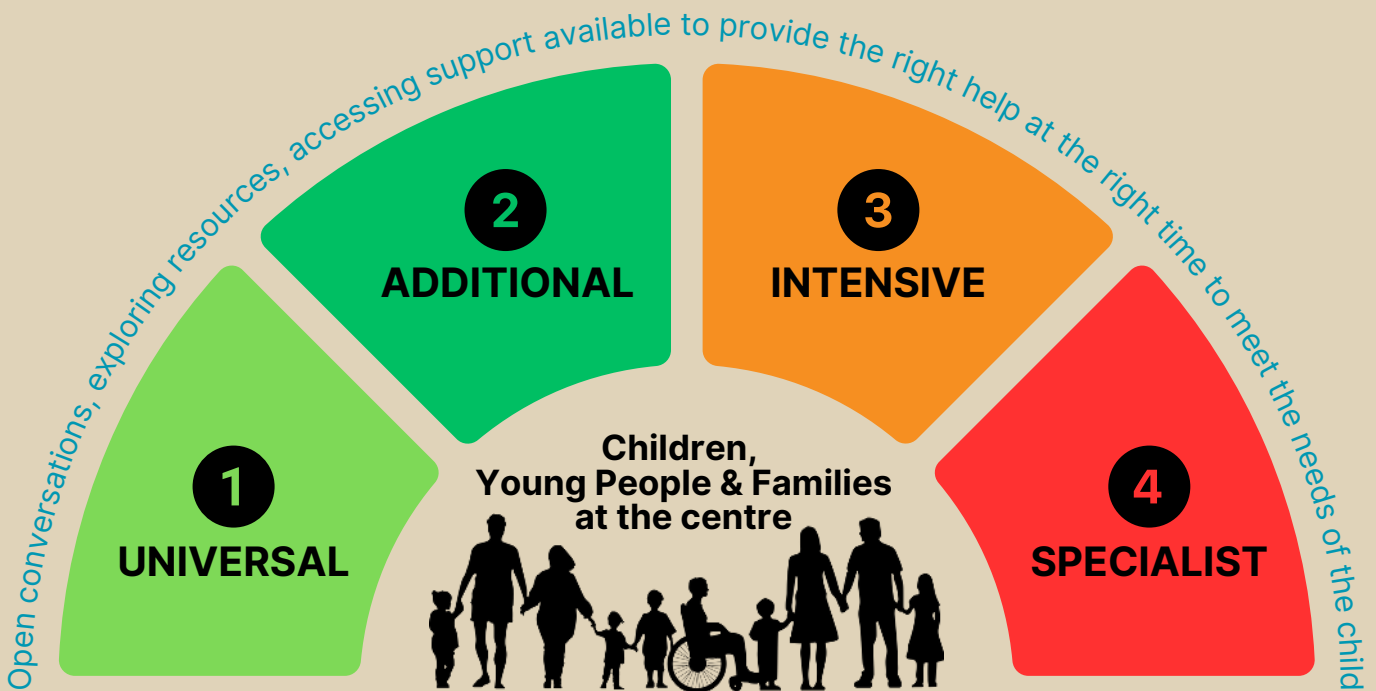 Open conversations, exploring resources, accessing support available to provide the right help at the right time to meet the needs of the child
1
UNIVERSAL
2
ADDITIONAL
3
INTENSIVE
4
SPECIALIST
Children,
Young People & Families
at the centre